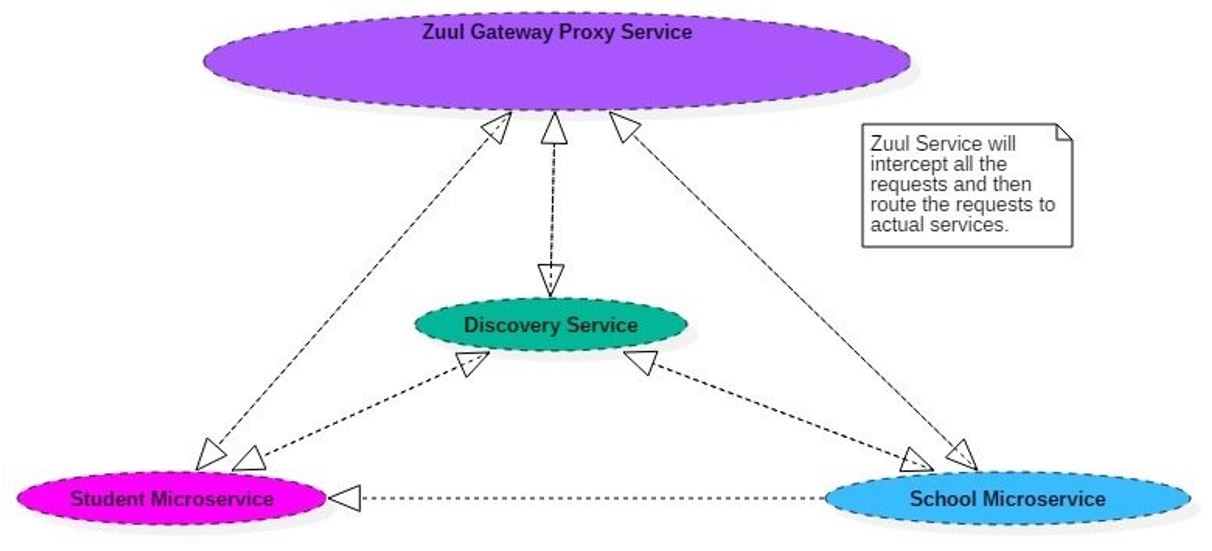 Zuul Gateway Proxy Service
Zuul Service will
intercept all the
requests and then
route the requests to
actual services.
Discovery Service
Student Microservice
School Microservice